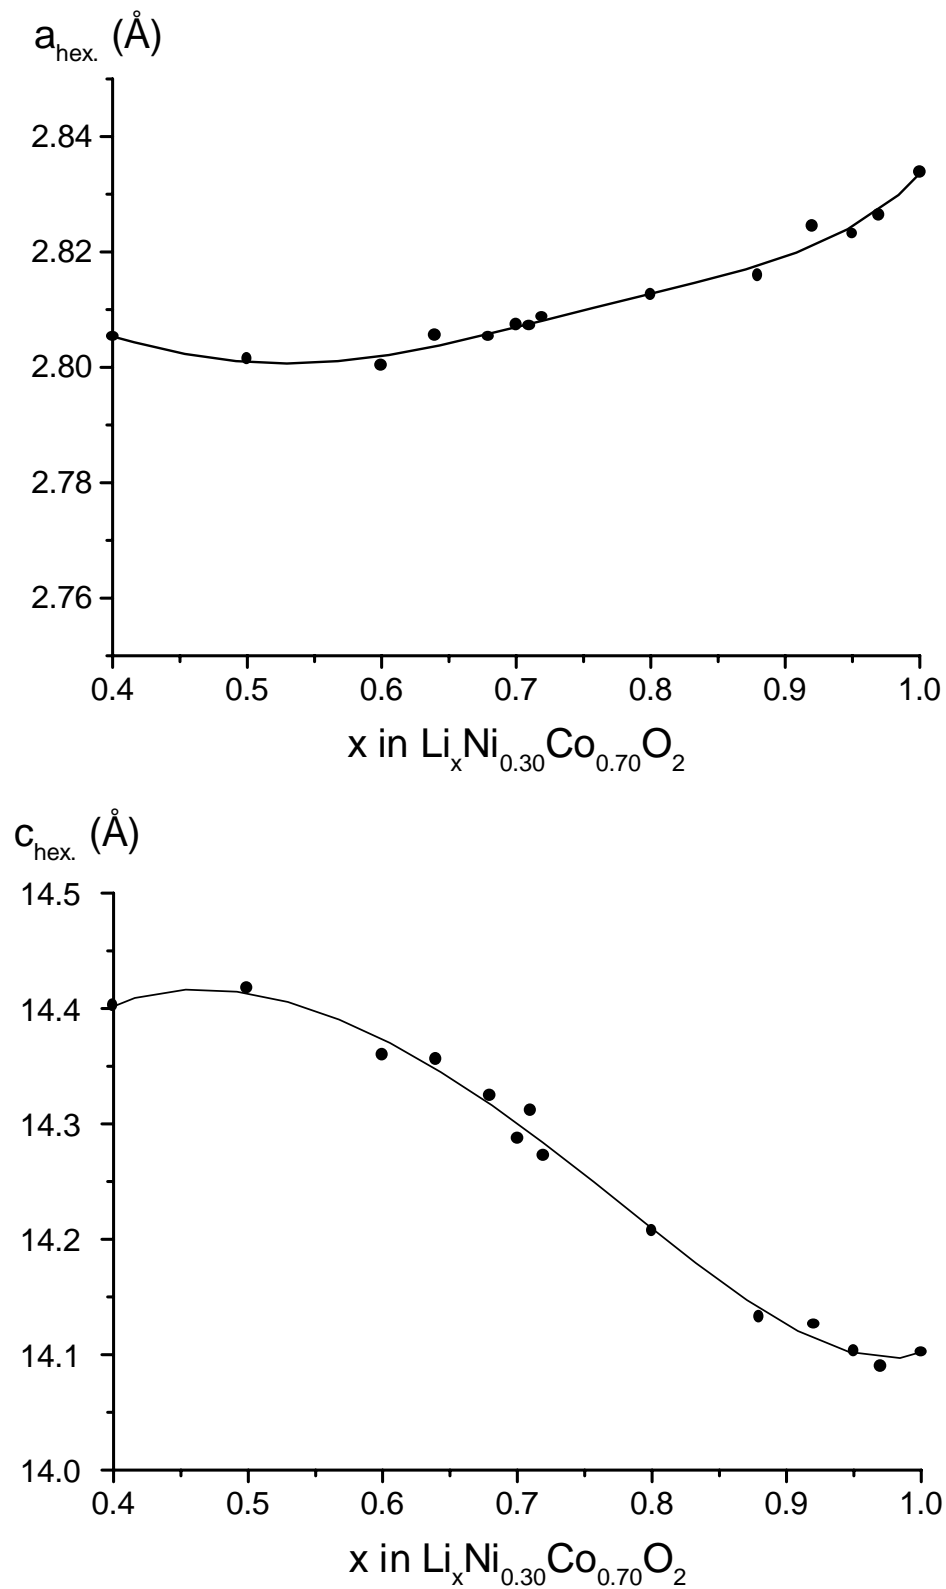 a_hex. (Å)
2.84
2.82
2.80
2.78
2.76
0.4 0.5 0.6 0.7 0.8 0.9 1.0
x in Li_xNi_0.30Co_0.70O_2
c_hex. (Å)
14.5
14.4
14.3
14.2
14.1
14.0
0.4 0.5 0.6 0.7 0.8 0.9 1.0
x in Li_xNi_0.30Co_0.70O_2